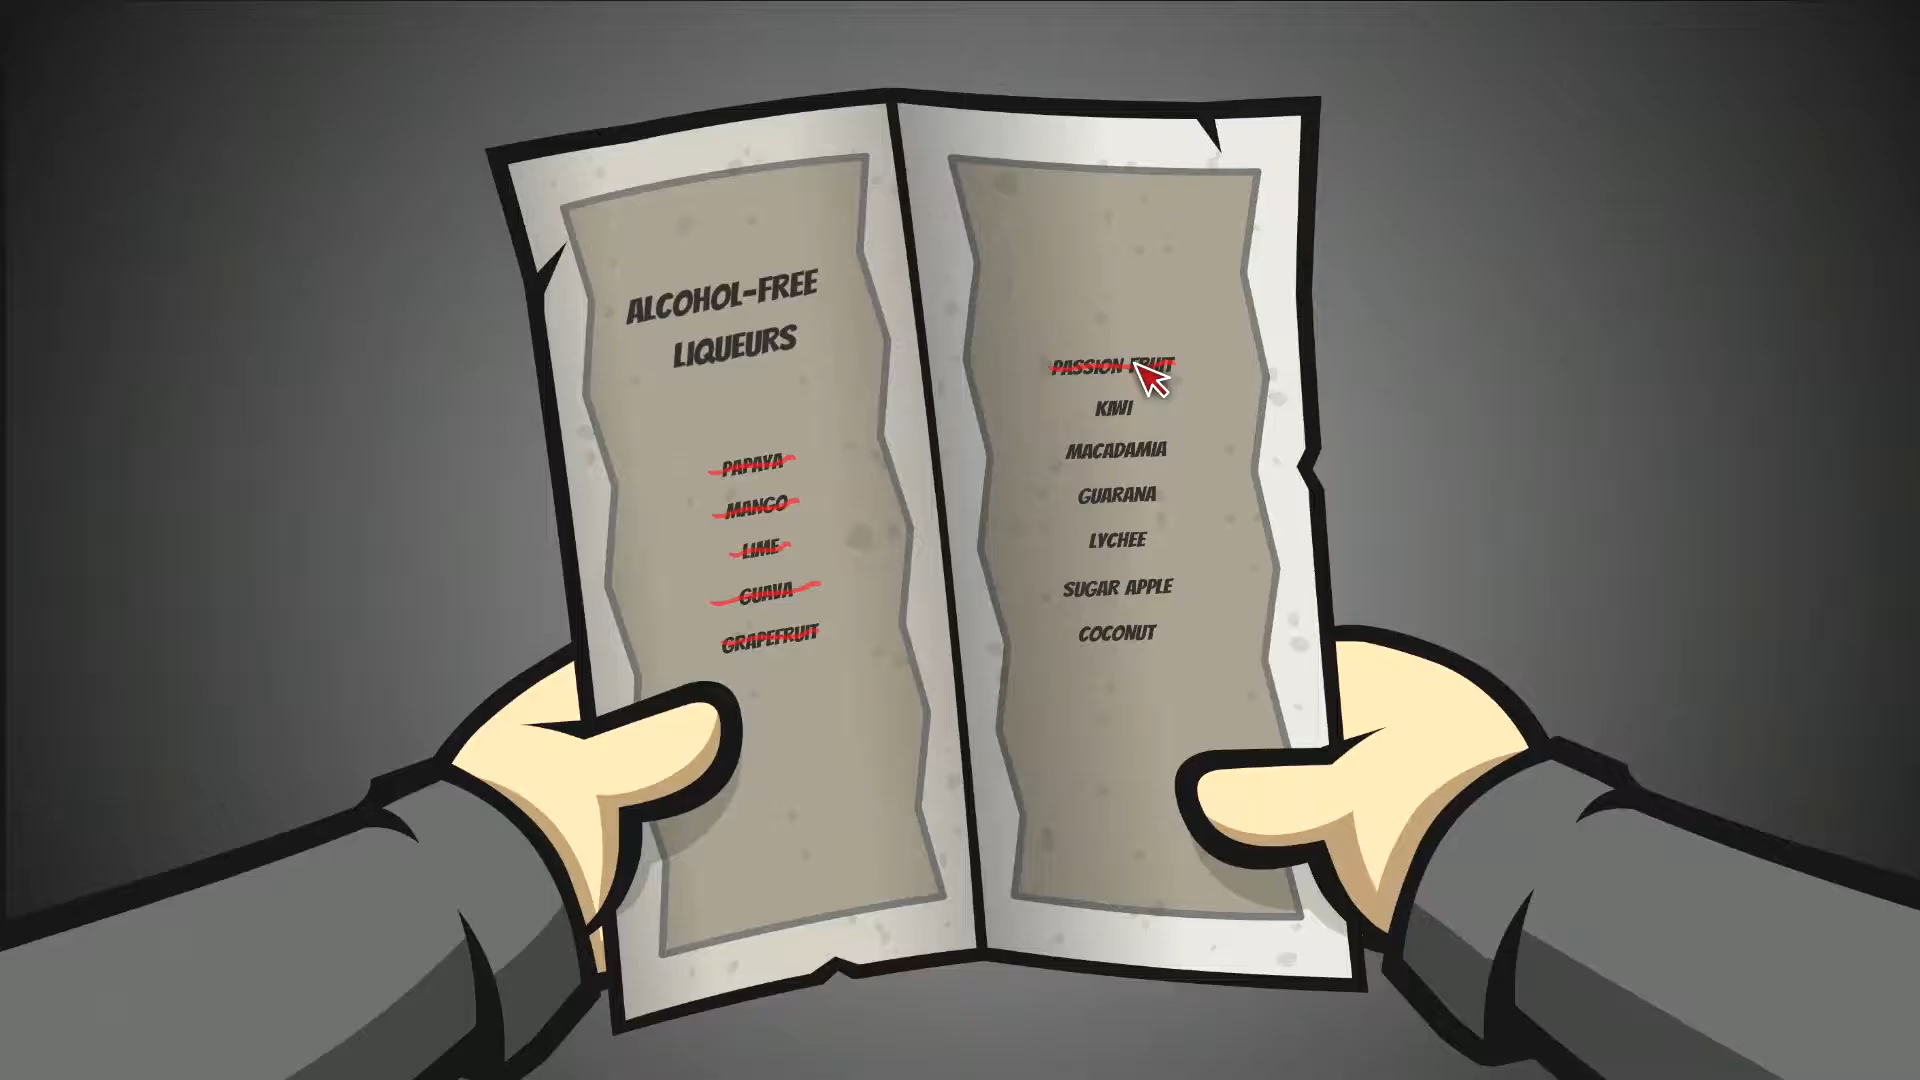 ALCOHOL-FREE
LIQUEURS
PAPAYA
MANGO
LIME
GUAVA
GRAPEFRUIT
PASSION FRUIT
KIWI
MACADAMIA
GUARANA
LYCHEE
SUGAR APPLE
COCONUT